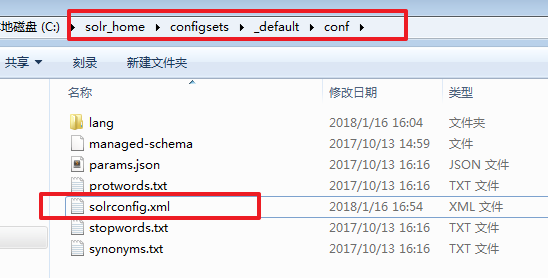 地磁盘 (C:) ▸ solr_home ▸ configsets ▸ _default ▸ conf ▸
共享 刻录 新建文件夹
名称 修改日期 类型
lang 2018/1/16 16:04 文件夹
managed-schema 2017/10/13 14:59 文件
params.json 2017/10/13 16:16 JSON 文件
protwords.txt 2017/10/13 16:16 TXT 文件
solrconfig.xml 2018/1/16 16:54 XML 文件
stopwords.txt 2017/10/13 16:16 TXT 文件
synonyms.txt 2017/10/13 16:16 TXT 文件